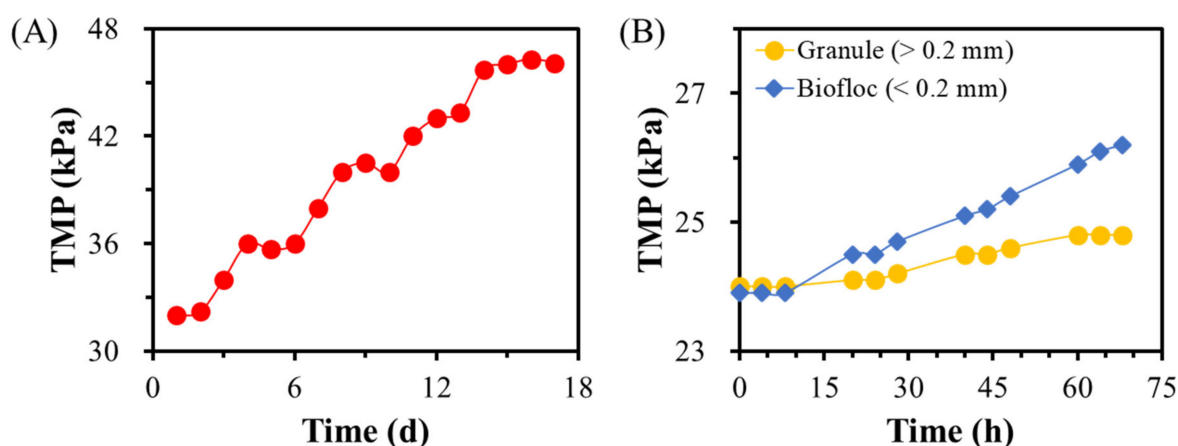 (A)
48
42
36
30
TMP (kPa)
0
6
12
18
Time (d)
(B)
Granule (> 0.2 mm)
Biofloc (< 0.2 mm)
27
25
23
TMP (kPa)
0
15
30
45
60
75
Time (h)